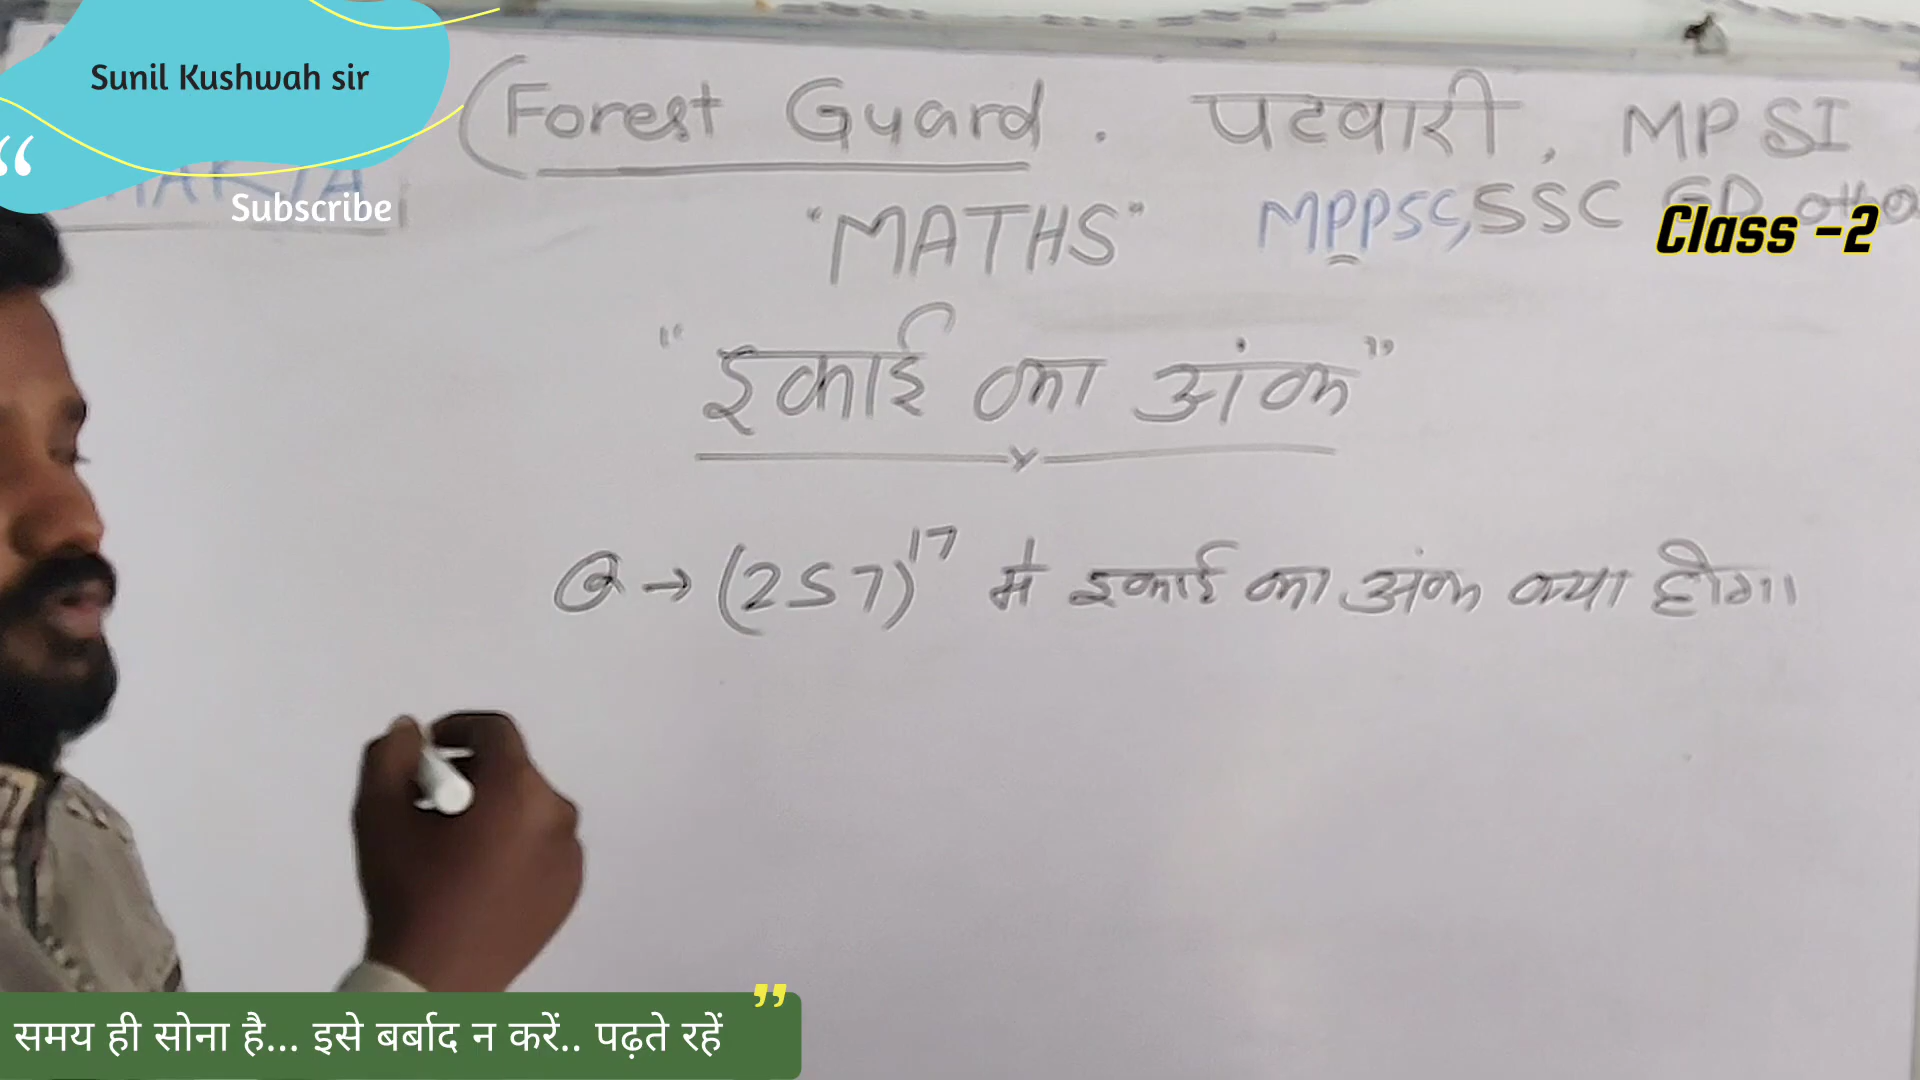 Sunil Kushwah sir
Subscribe
(Forest Guard . पटवारी, MP SI
"MATHS" MPPSC, SSC GD
Class -2
"इकाई का अंक"
Q → (257)¹⁷ मे इकाई का अंक क्या होगा
समय ही सोना है... इसे बर्बाद न करें.. पढ़ते रहें